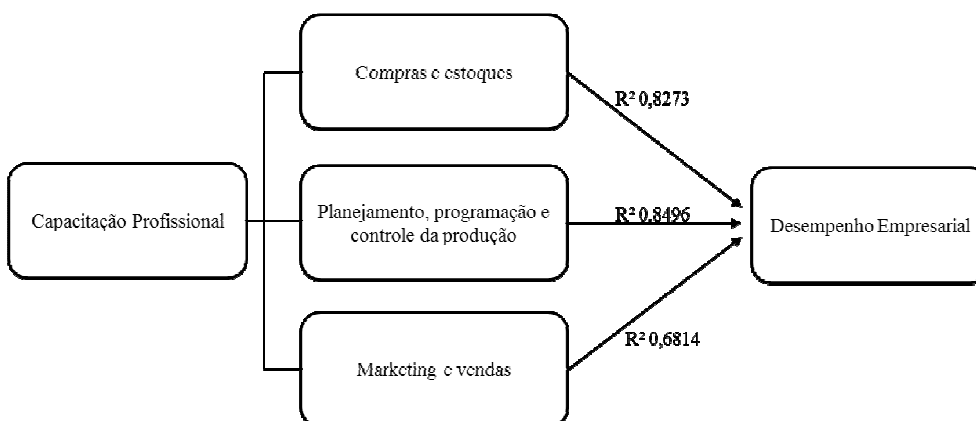 Compras e estoques
R² 0,8273
Capacitação Profissional
Planejamento, programação e
controle da produção
R² 0,8496
Desempenho Empresarial
Marketing e vendas
R² 0,6814